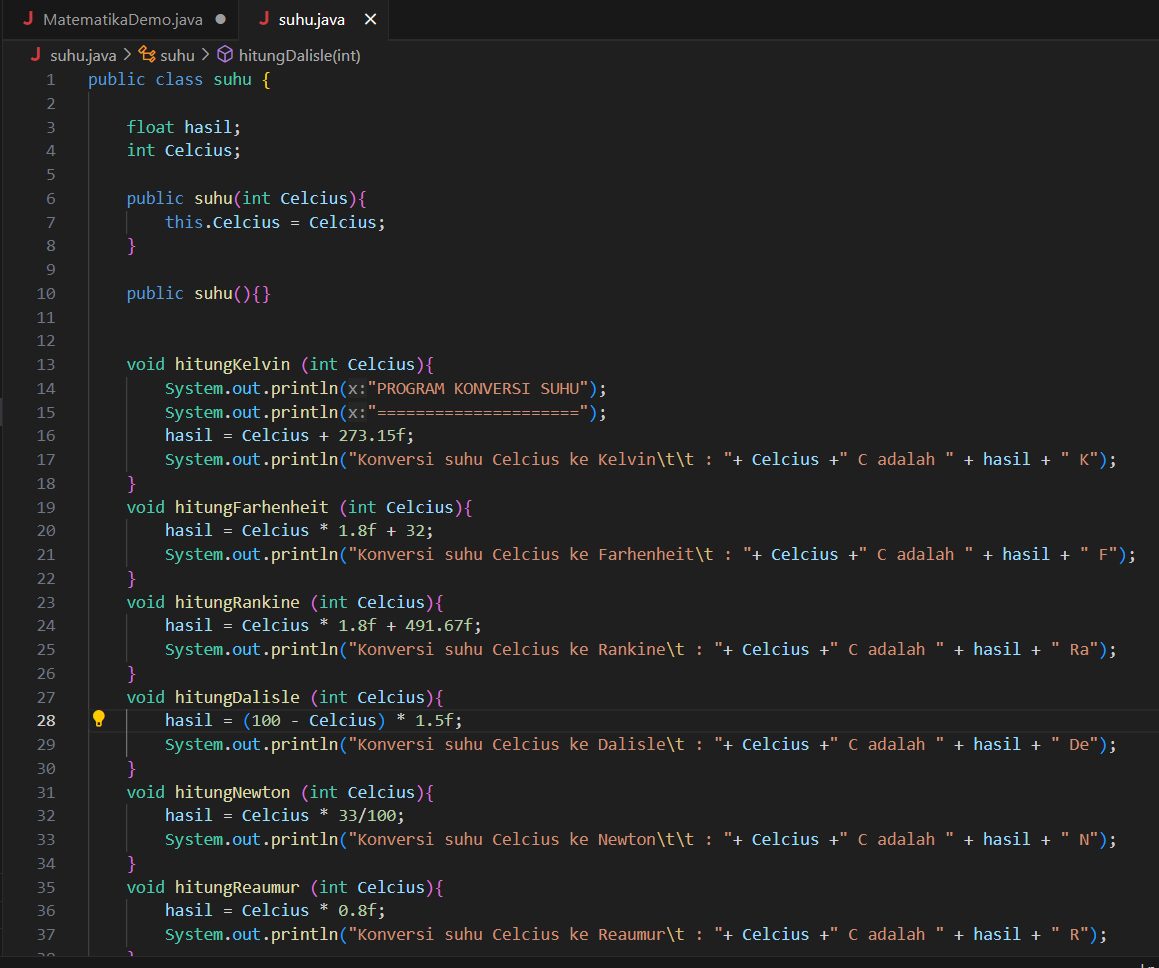 MatematikaDemo.java
suhu.java
suhu.java > suhu > hitungDalisle(int)
1 public class suhu {
2
3 float hasil;
4 int Celcius;
5
6 public suhu(int Celcius){
7 this.Celcius = Celcius;
8 }
9
10 public suhu(){}
11
12
13 void hitungKelvin (int Celcius){
14 System.out.println(x:"PROGRAM KONVERSI SUHU");
15 System.out.println(x:"=====================");
16 hasil = Celcius + 273.15f;
17 System.out.println("Konversi suhu Celcius ke Kelvin\t\t : "+ Celcius +" C adalah " + hasil + " K");
18 }
19 void hitungFarhenheit (int Celcius){
20 hasil = Celcius * 1.8f + 32;
21 System.out.println("Konversi suhu Celcius ke Farhenheit\t : "+ Celcius +" C adalah " + hasil + " F");
22 }
23 void hitungRankine (int Celcius){
24 hasil = Celcius * 1.8f + 491.67f;
25 System.out.println("Konversi suhu Celcius ke Rankine\t : "+ Celcius +" C adalah " + hasil + " Ra");
26 }
27 void hitungDalisle (int Celcius){
28 hasil = (100 - Celcius) * 1.5f;
29 System.out.println("Konversi suhu Celcius ke Dalisle\t : "+ Celcius +" C adalah " + hasil + " De");
30 }
31 void hitungNewton (int Celcius){
32 hasil = Celcius * 33/100;
33 System.out.println("Konversi suhu Celcius ke Newton\t\t : "+ Celcius +" C adalah " + hasil + " N");
34 }
35 void hitungReaumur (int Celcius){
36 hasil = Celcius * 0.8f;
37 System.out.println("Konversi suhu Celcius ke Reaumur\t : "+ Celcius +" C adalah " + hasil + " R");